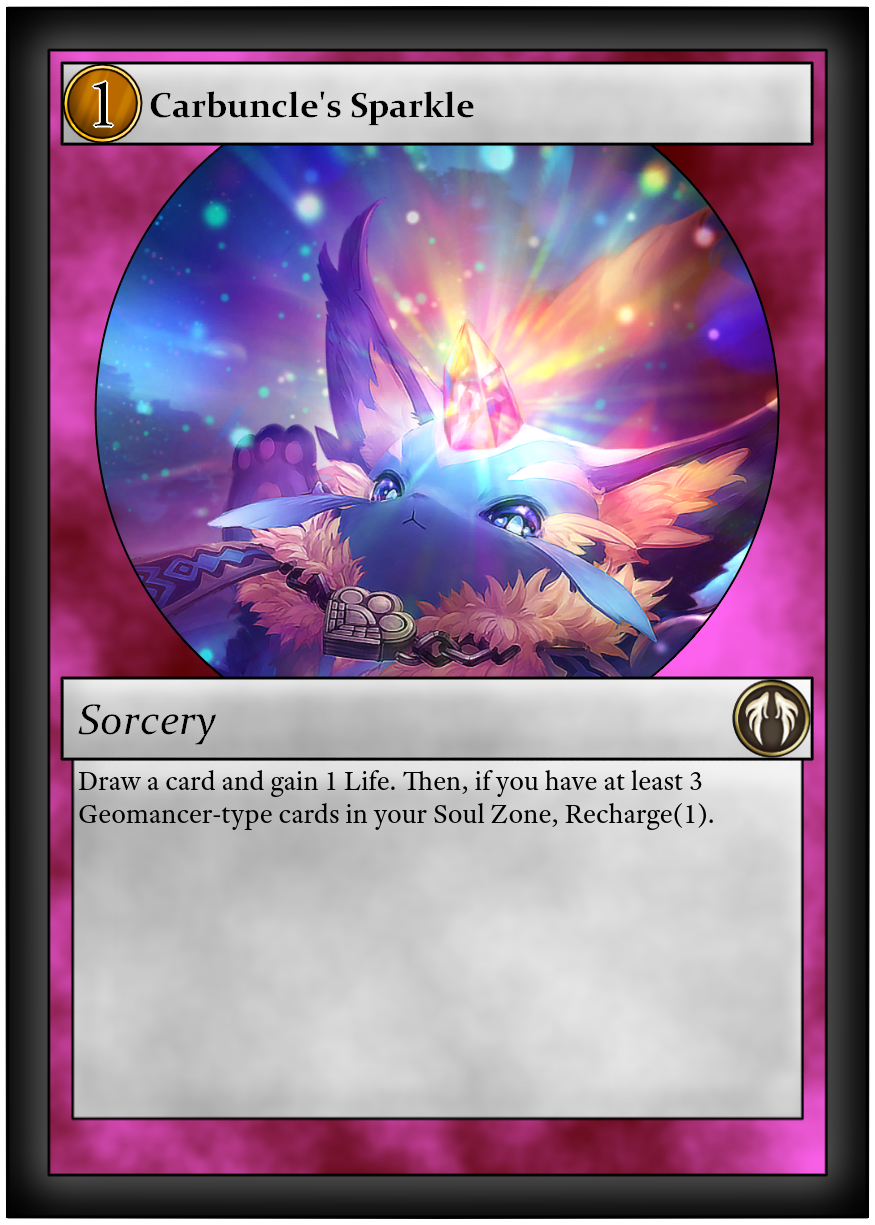 1 Carbuncle's Sparkle
Sorcery
Draw a card and gain 1 Life. Then, if you have at least 3
Geomancer-type cards in your Soul Zone, Recharge(1).